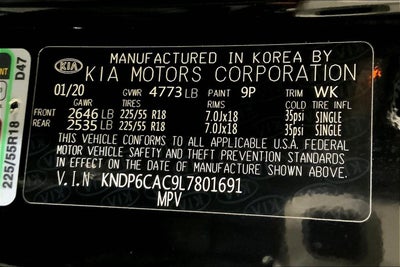 MANUFACTURED IN KOREA BY
KIA KIA MOTORS CORPORATION
01/20 GVWR 4773 LB PAINT 9P TRIM WK
GAWR TIRES RIMS COLD TIRE INFL
FRONT 2646 LB 225/55 R18 7.0Jx18 35psi SINGLE
REAR 2535 LB 225/55 R18 7.0Jx18 35psi SINGLE
THIS VEHICLE CONFORMS TO ALL APPLICABLE U.S.A. FEDERAL
MOTOR VEHICLE SAFETY AND THEFT PREVENTION STANDARDS
IN EFFECT ON THE DATE OF MANUFACTURE SHOWN ABOVE.
V.I.N KNDP6CAC9L7801691
MPV
225/55R18 D47